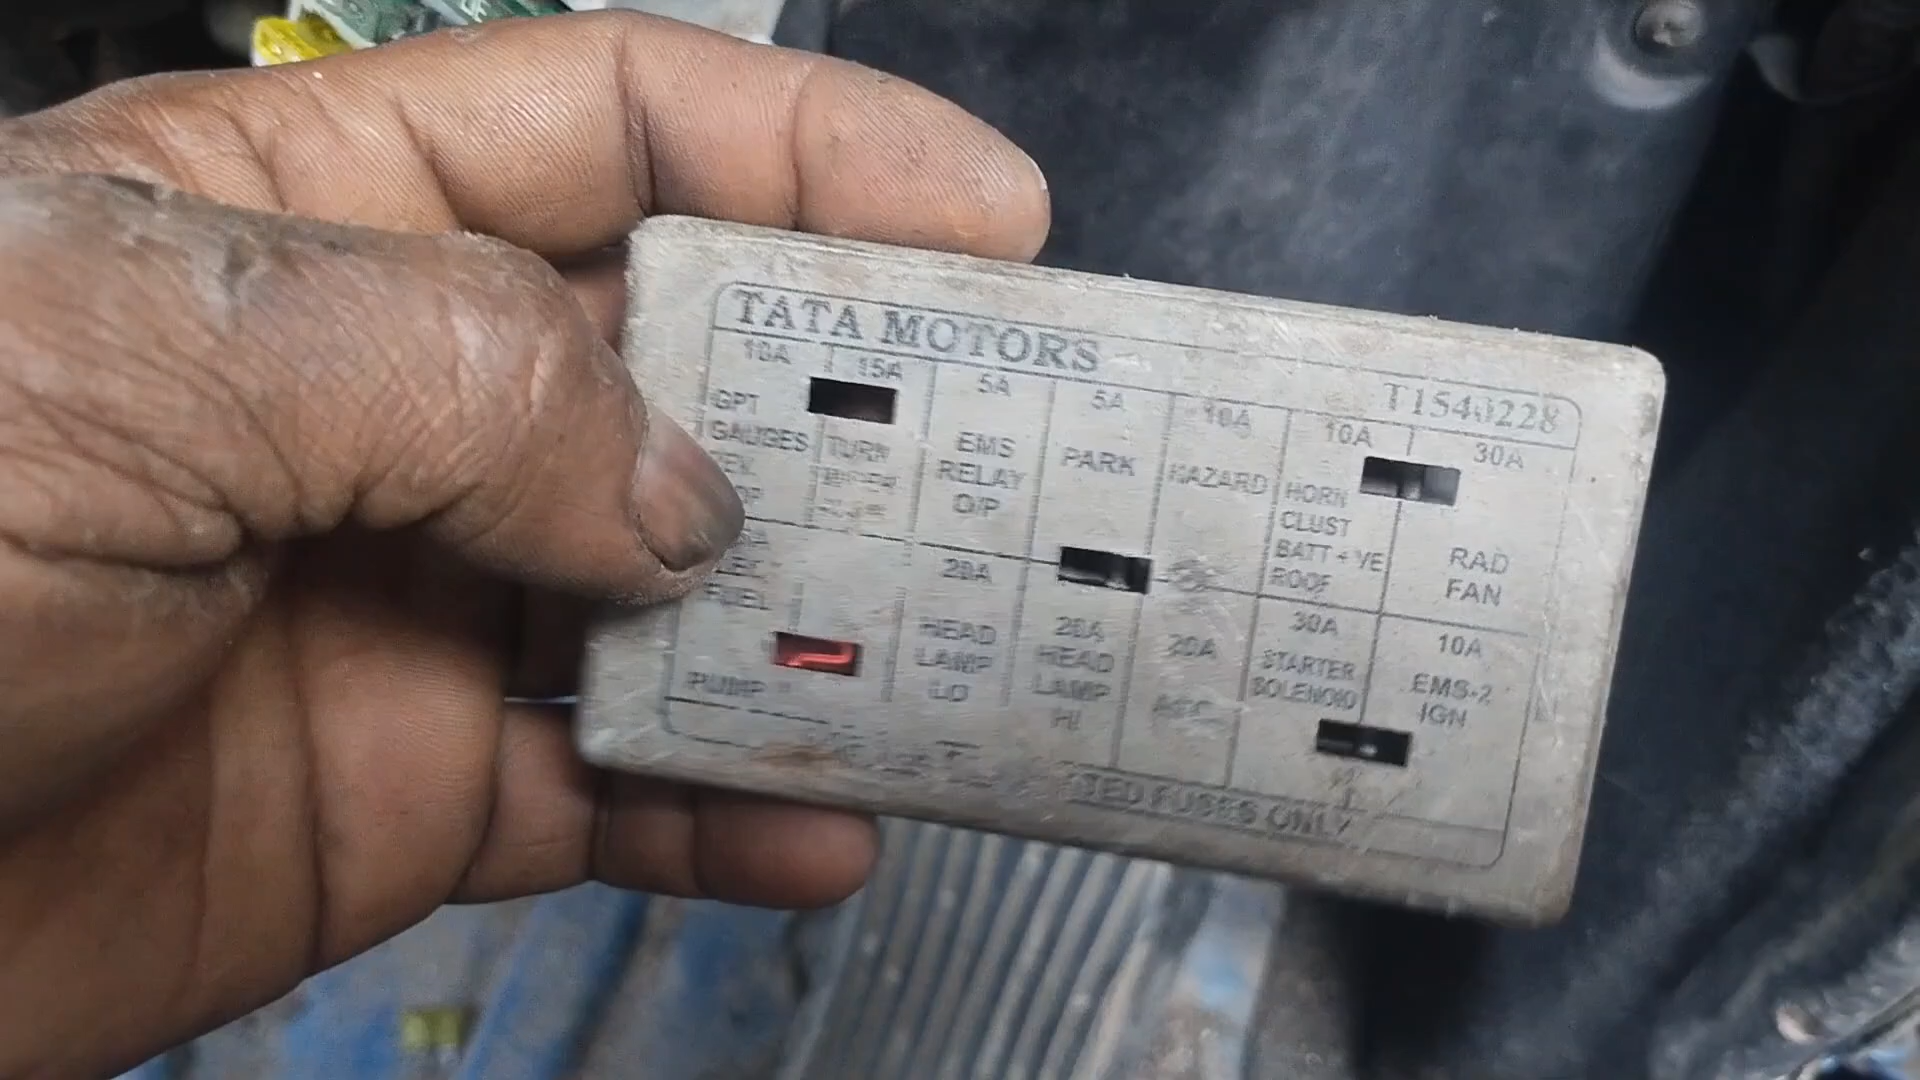 TATA MOTORS
T1540228
10A 15A 5A 5A 10A 10A 30A
GPT
GAUGES
TURN
EMS
RELAY
O/P
PARK
HAZARD
HORN
CLUST
BATT + VE
ROOF
RAD
FAN
FUEL
PUMP
20A
HEAD
LAMP
LO
20A
HEAD
LAMP
HI
20A
30A
STARTER
SOLENOID
10A
EMS-2
IGN
FUSES ONLY